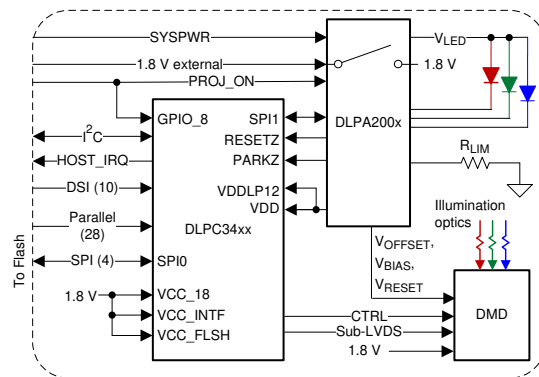 SYSPWR
1.8 V external
PROJ_ON
V_LED
1.8 V
DLPA200x
GPIO_8
SPI1
I²C
RESETZ
HOST_IRQ
PARKZ
R_LIM
DSI (10)
VDDLP12
VDD
Parallel
(28)
DLPC34xx
Illumination
optics
V_OFFSET,
V_BIAS,
V_RESET
To Flash
SPI (4)
SPI0
1.8 V
VCC_18
VCC_INTF
VCC_FLSH
CTRL
Sub-LVDS
1.8 V
DMD